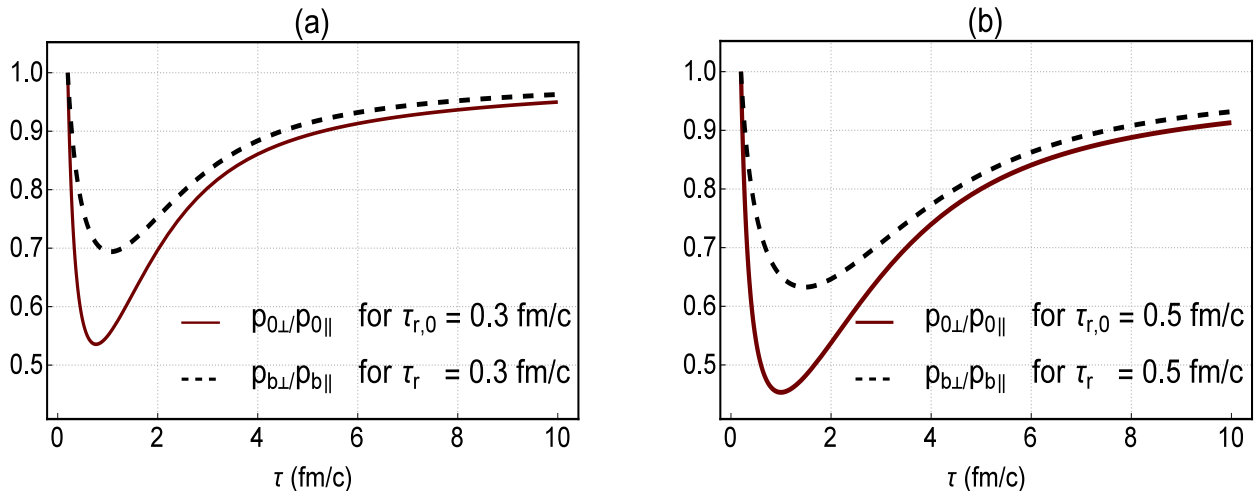 (a)
1.0
0.9
0.8
0.7
0.6
0.5
p0⊥/p0∥ for τr,0 = 0.3 fm/c
pb⊥/pb∥ for τr = 0.3 fm/c
0 2 4 6 8 10
τ (fm/c)
(b)
1.0
0.9
0.8
0.7
0.6
0.5
p0⊥/p0∥ for τr,0 = 0.5 fm/c
pb⊥/pb∥ for τr = 0.5 fm/c
0 2 4 6 8 10
τ (fm/c)